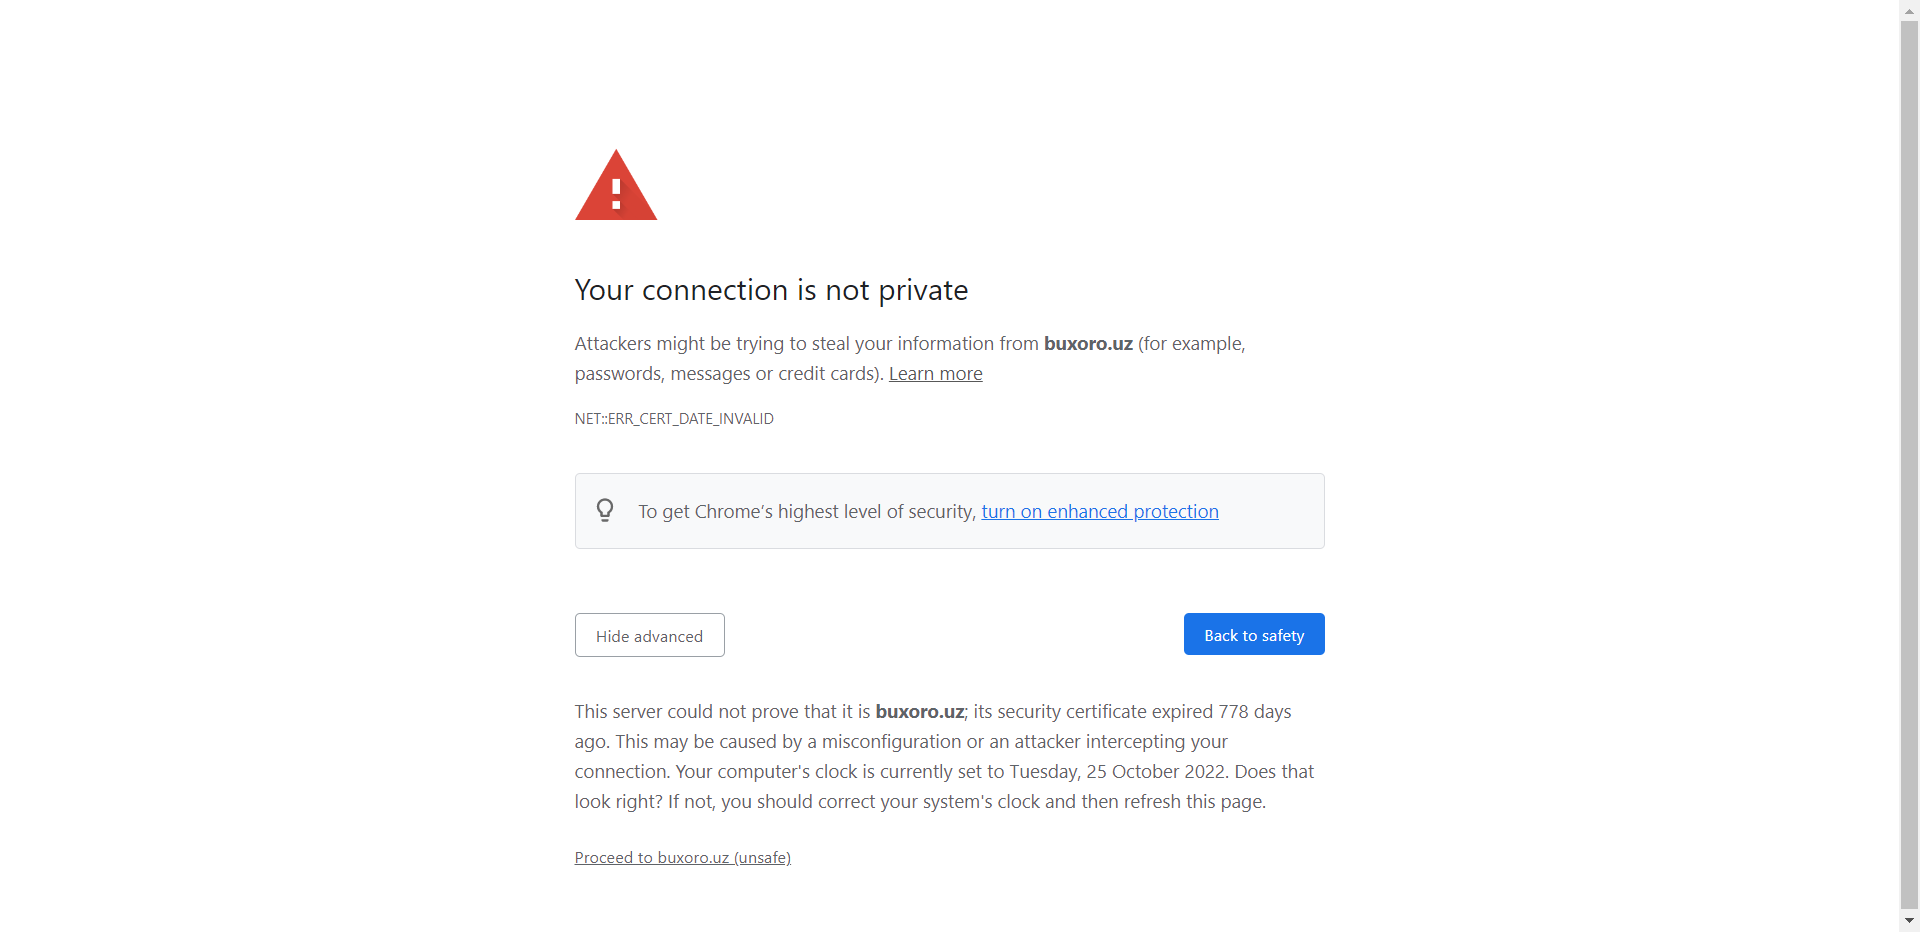 Your connection is not private
Attackers might be trying to steal your information from buxoro.uz (for example,
passwords, messages or credit cards). Learn more
NET::ERR_CERT_DATE_INVALID
To get Chrome’s highest level of security, turn on enhanced protection
Hide advanced
Back to safety
This server could not prove that it is buxoro.uz; its security certificate expired 778 days
ago. This may be caused by a misconfiguration or an attacker intercepting your
connection. Your computer's clock is currently set to Tuesday, 25 October 2022. Does that
look right? If not, you should correct your system's clock and then refresh this page.
Proceed to buxoro.uz (unsafe)